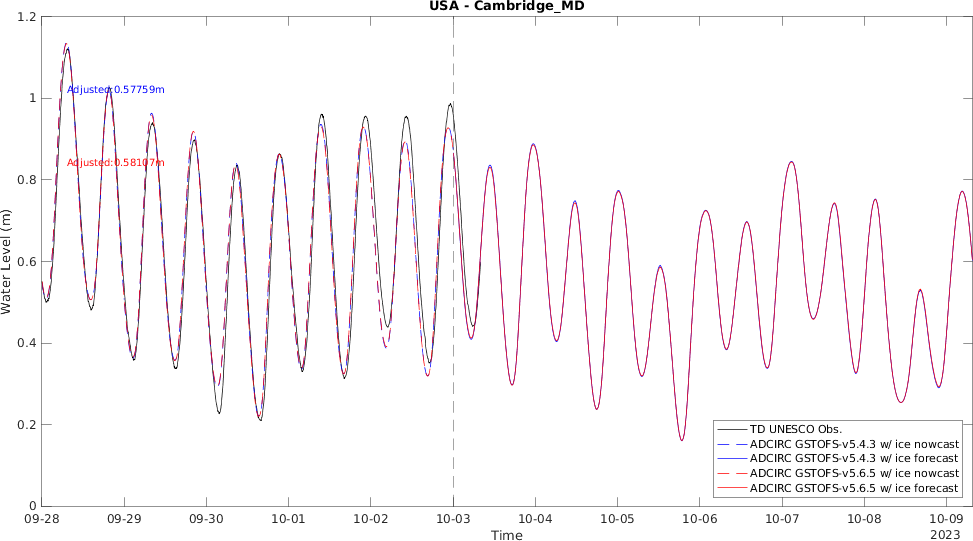 USA - Cambridge_MD
1.2
1
0.8
0.6
0.4
0.2
0
Water Level (m)
Adjusted:0.57759m
Adjusted:0.58107m
TD UNESCO Obs.
ADCIRC GSTOFS-v5.4.3 w/ ice nowcast
ADCIRC GSTOFS-v5.4.3 w/ ice forecast
ADCIRC GSTOFS-v5.6.5 w/ ice nowcast
ADCIRC GSTOFS-v5.6.5 w/ ice forecast
09-28 09-29 09-30 10-01 10-02 10-03 10-04 10-05 10-06 10-07 10-08 10-09
2023
Time